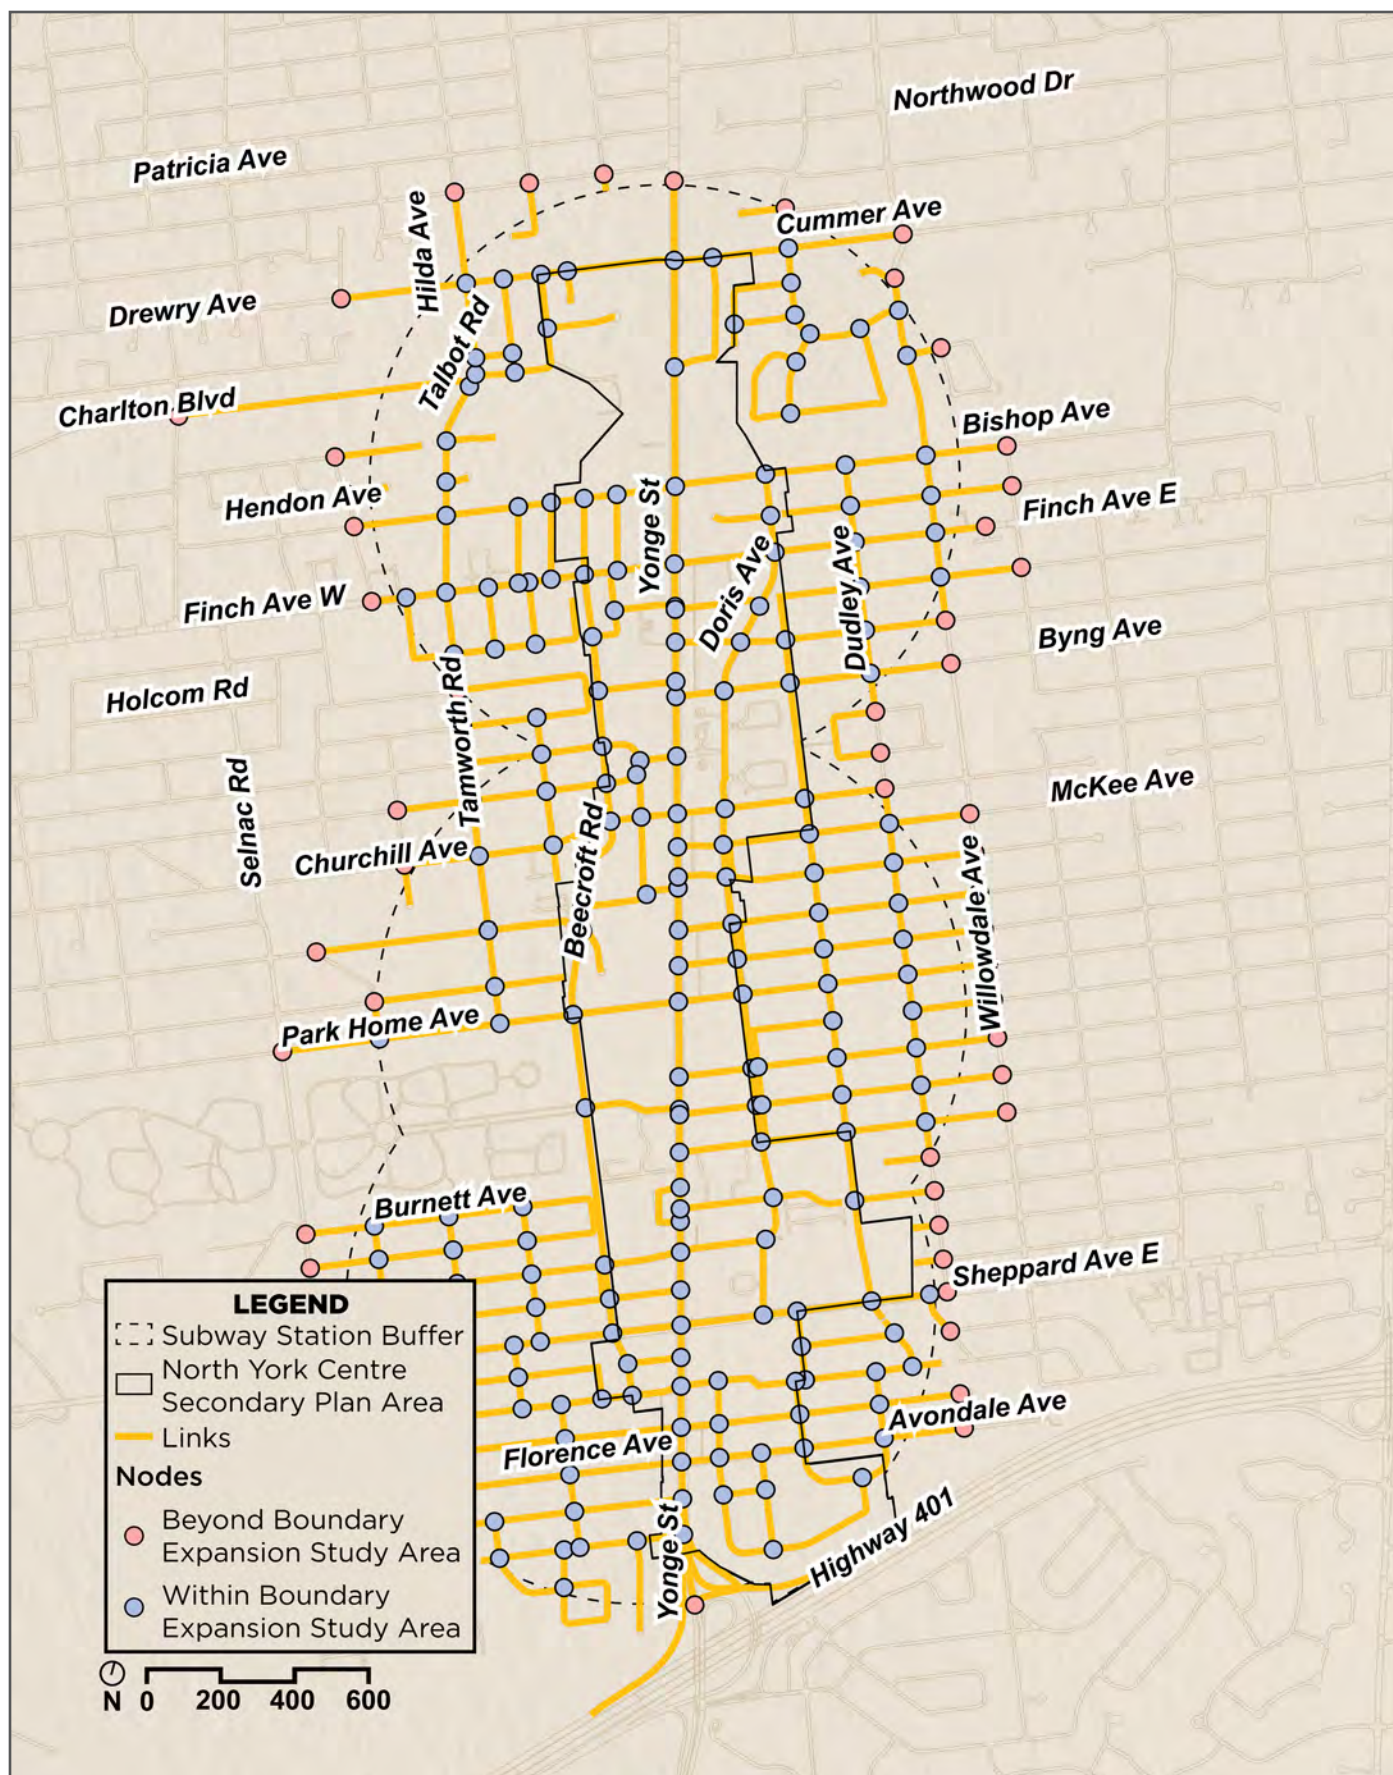 Northwood Dr
Patricia Ave
Cummer Ave
Hilda Ave
Drewry Ave
Talbot Rd
Charlton Blvd
Bishop Ave
Hendon Ave
Finch Ave E
Yonge St
Doris Ave
Dudley Ave
Finch Ave W
Byng Ave
Holcom Rd
Tamworth Rd
McKee Ave
Selnac Rd
Beecroft Rd
Churchill Ave
Willowdale Ave
Park Home Ave
Burnett Ave
Sheppard Ave E
Avondale Ave
Florence Ave
Yonge St
Highway 401
LEGEND
Subway Station Buffer
North York Centre
Secondary Plan Area
Links
Nodes
Beyond Boundary
Expansion Study Area
Within Boundary
Expansion Study Area
N 0 200 400 600